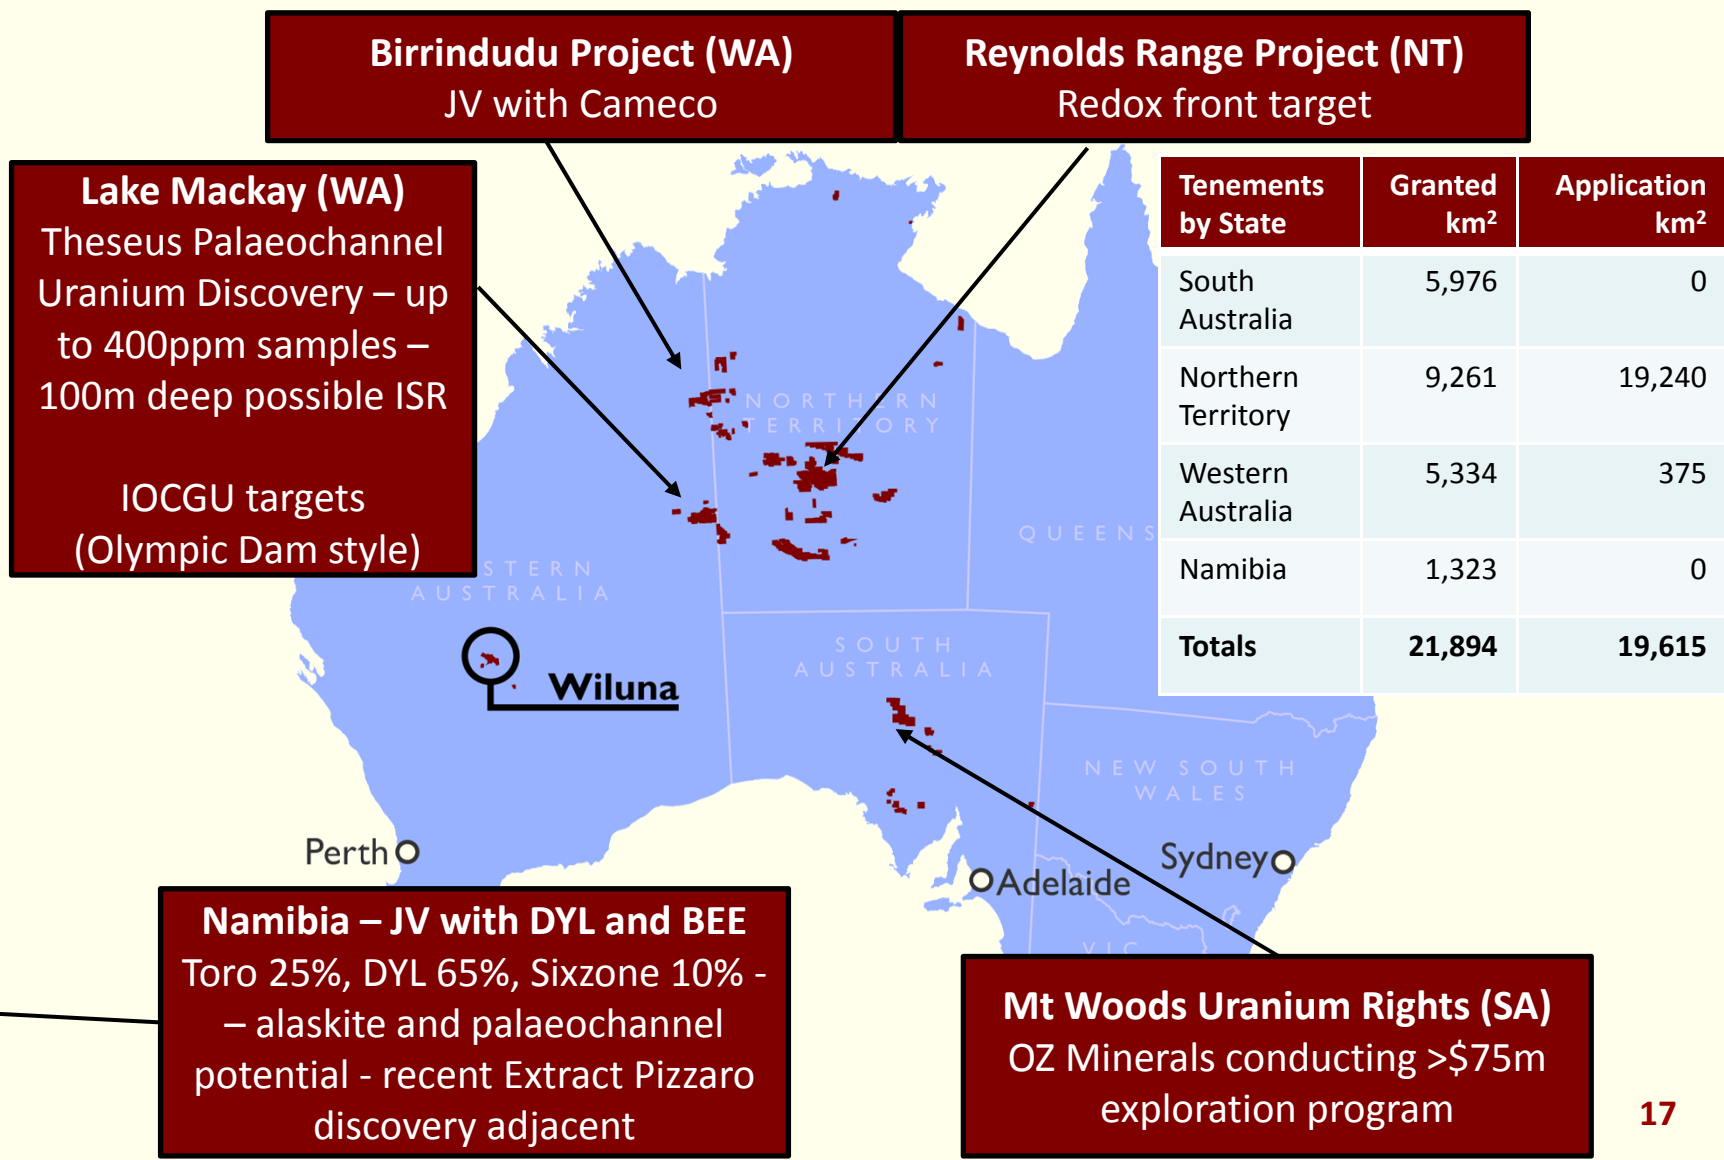 Birrindudu Project (WA)
JV with Cameco
Reynolds Range Project (NT)
Redox front target
Lake Mackay (WA)
Theseus Palaeochannel
Uranium Discovery – up
to 400ppm samples –
100m deep possible ISR
IOCGU targets
(Olympic Dam style)
Tenements by State Granted km² Application km²
South Australia 5,976 0
Northern Territory 9,261 19,240
Western Australia 5,334 375
Namibia 1,323 0
Totals 21,894 19,615
NORTHERN
TERRITORY
QUEENS
STERN
AUSTRALIA
SOUTH
AUSTRALIA
Wiluna
NEW SOUTH
WALES
Perth
Adelaide
Sydney
VIC
Namibia – JV with DYL and BEE
Toro 25%, DYL 65%, Sixzone 10% -
– alaskite and palaeochannel
potential - recent Extract Pizzaro
discovery adjacent
Mt Woods Uranium Rights (SA)
OZ Minerals conducting >$75m
exploration program
17